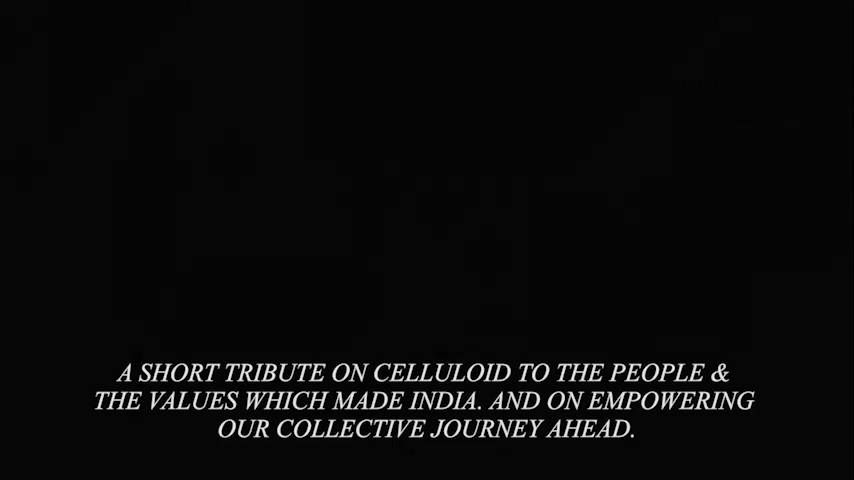 A SHORT TRIBUTE ON CELLULOID TO THE PEOPLE &
THE VALUES WHICH MADE INDIA. AND ON EMPOWERING
OUR COLLECTIVE JOURNEY AHEAD.